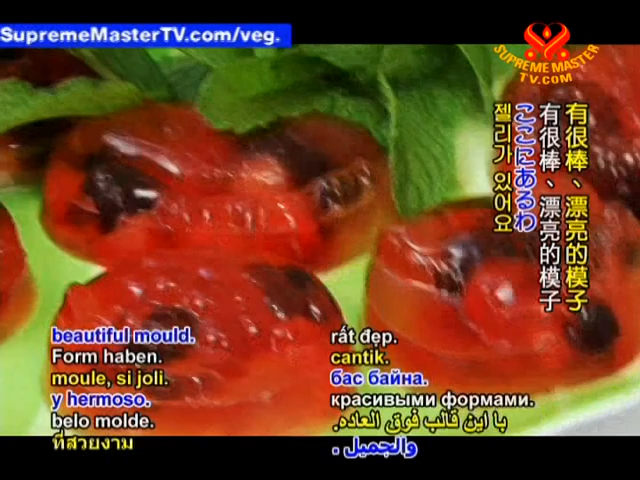 SupremeMasterTV.com/veg.
SUPREME MASTER
TV.COM
有很棒、漂亮的模子
有很棒、漂亮的模子
ここにあるわ
젤리가 있어요
beautiful mould.
Form haben.
moule, si joli.
y hermoso.
belo molde.
ที่สวยงาม
rất đẹp.
cantik.
бас байна.
красивыми формами.
با این قالب فوق العاده.
والجميل .